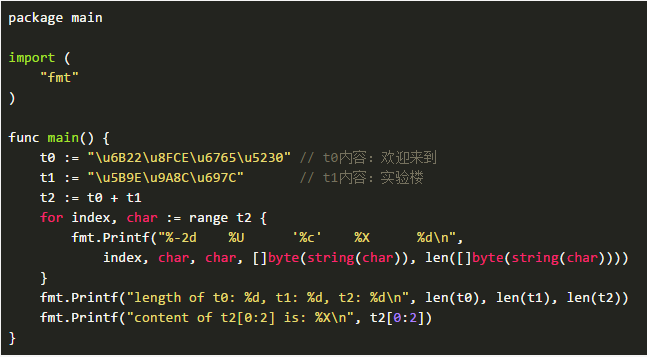 package main

import (
    "fmt"
)

func main() {
    t0 := "\u6B22\u8FCE\u6765\u5230" // t0内容：欢迎来到
    t1 := "\u5B9E\u9A8C\u697C"       // t1内容：实验楼
    t2 := t0 + t1
    for index, char := range t2 {
        fmt.Printf("%-2d    %U      '%c'    %X      %d\n",
            index, char, char, []byte(string(char)), len([]byte(string(char))))
    }
    fmt.Printf("length of t0: %d, t1: %d, t2: %d\n", len(t0), len(t1), len(t2))
    fmt.Printf("content of t2[0:2] is: %X\n", t2[0:2])
}